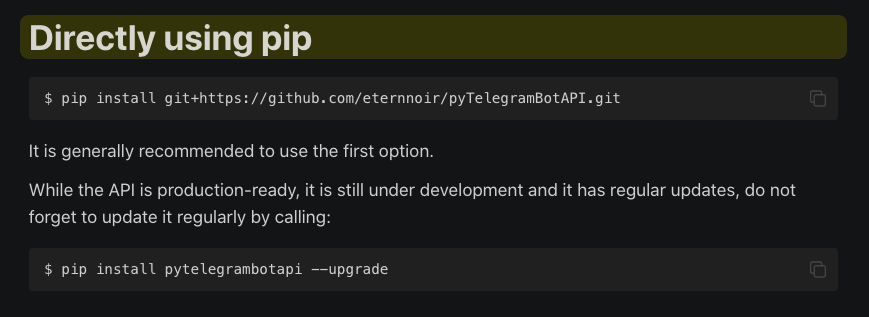 Directly using pip
$ pip install git+https://github.com/eternnoir/pyTelegramBotAPI.git
It is generally recommended to use the first option.
While the API is production-ready, it is still under development and it has regular updates, do not
forget to update it regularly by calling:
$ pip install pytelegrambotapi --upgrade